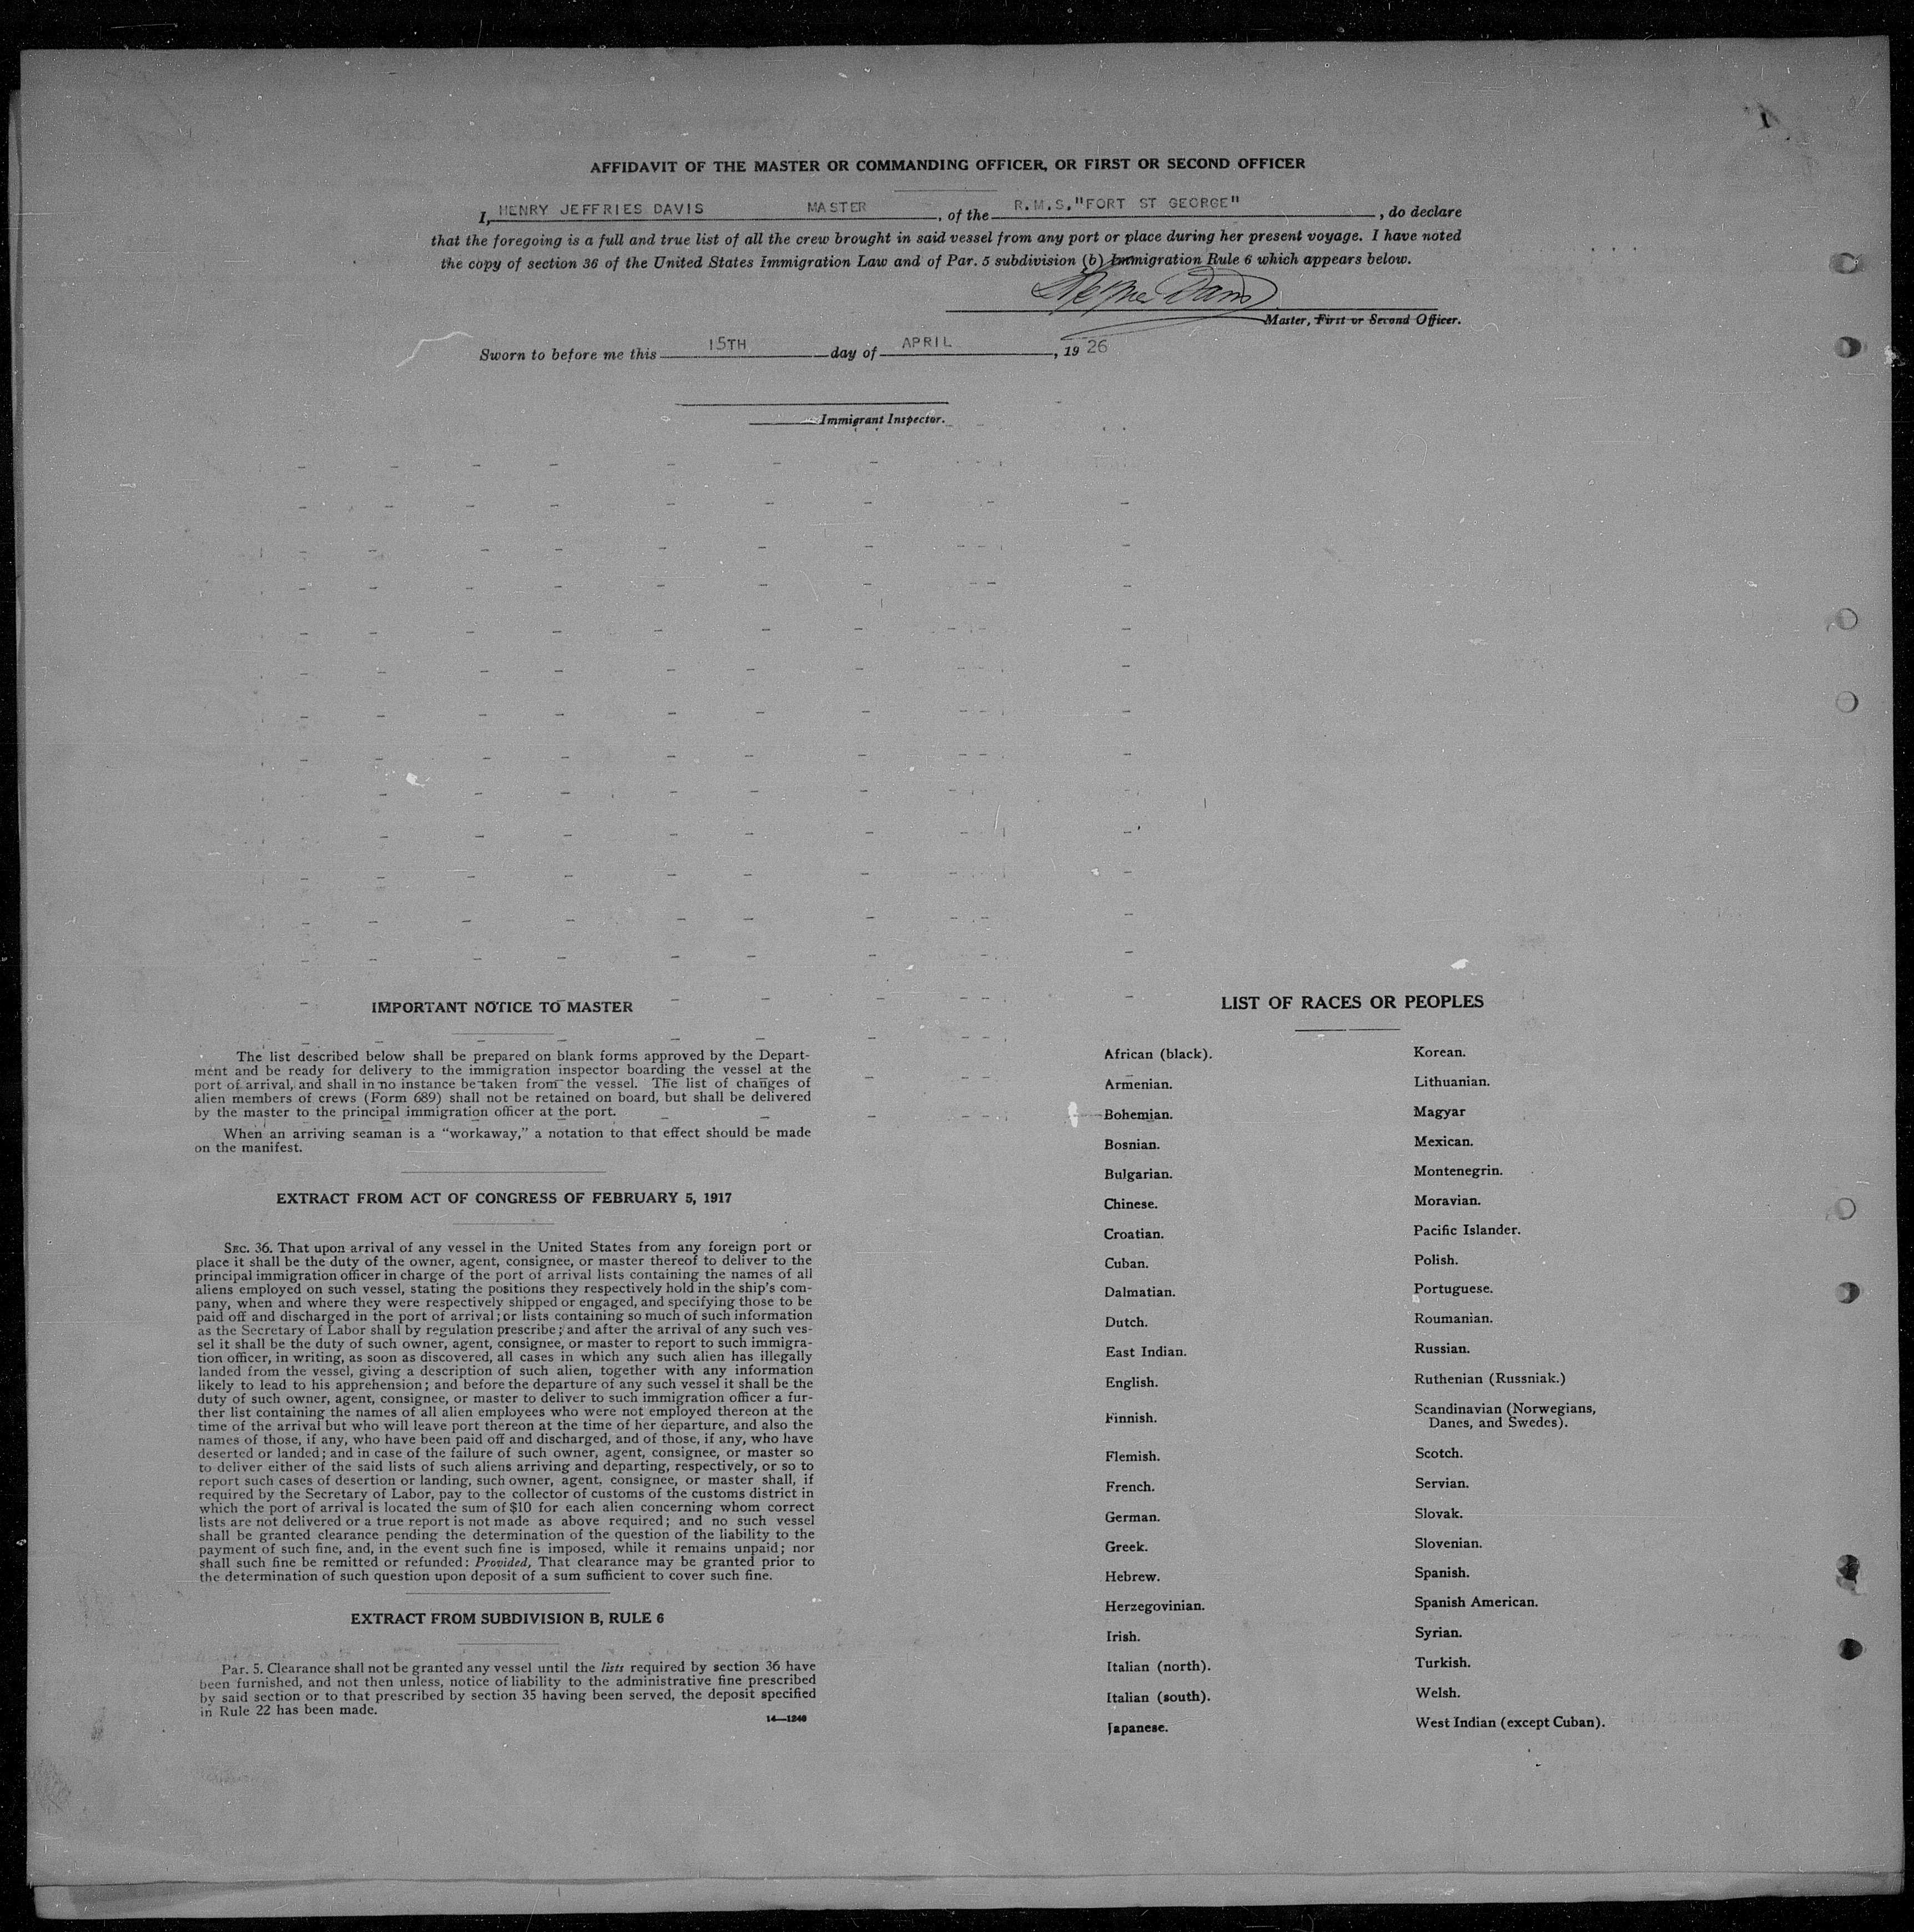 AFFIDAVIT OF THE MASTER OR COMMANDING OFFICER, OR FIRST OR SECOND OFFICER
I, HENRY JEFFRIES DAVIS MASTER, of the R.M.S."FORT ST GEORGE", do declare
that the foregoing is a full and true list of all the crew brought in said vessel from any port or place during her present voyage. I have noted
the copy of section 36 of the United States Immigration Law and of Par. 5 subdivision (b) Immigration Rule 6 which appears below.
Davis
Master, First or Second Officer.
Sworn to before me this 15TH day of APRIL, 1926
Immigrant Inspector.
IMPORTANT NOTICE TO MASTER
The list described below shall be prepared on blank forms approved by the Depart-
ment and be ready for delivery to the immigration inspector boarding the vessel at the
port of arrival, and shall in no instance be taken from the vessel. The list of changes of
alien members of crews (Form 689) shall not be retained on board, but shall be delivered
by the master to the principal immigration officer at the port.
When an arriving seaman is a "workaway," a notation to that effect should be made
on the manifest.
EXTRACT FROM ACT OF CONGRESS OF FEBRUARY 5, 1917
SEC. 36. That upon arrival of any vessel in the United States from any foreign port or
place it shall be the duty of the owner, agent, consignee, or master thereof to deliver to the
principal immigration officer in charge of the port of arrival lists containing the names of all
aliens employed on such vessel, stating the positions they respectively hold in the ship's com-
pany, when and where they were respectively shipped or engaged, and specifying those to be
paid off and discharged in the port of arrival; or lists containing so much of such information
as the Secretary of Labor shall by regulation prescribe; and after the arrival of any such ves-
sel it shall be the duty of such owner, agent, consignee, or master to report to such immigra-
tion officer, in writing, as soon as discovered, all cases in which any such alien has illegally
landed from the vessel, giving a description of such alien, together with any information
likely to lead to his apprehension; and before the departure of any such vessel it shall be the
duty of such owner, agent, consignee, or master to deliver to such immigration officer a fur-
ther list containing the names of all alien employees who were not employed thereon at the
time of the arrival but who will leave port thereon at the time of her departure, and also the
names of those, if any, who have been paid off and discharged, and of those, if any, who have
deserted or landed; and in case of the failure of such owner, agent, consignee, or master so
to deliver either of the said lists of such aliens arriving and departing, respectively, or so to
report such cases of desertion or landing, such owner, agent, consignee, or master shall, if
required by the Secretary of Labor, pay to the collector of customs of the customs district in
which the port of arrival is located the sum of $10 for each alien concerning whom correct
lists are not delivered or a true report is not made as above required; and no such vessel
shall be granted clearance pending the determination of the question of the liability to the
payment of such fine, and, in the event such fine is imposed, while it remains unpaid; nor
shall such fine be remitted or refunded: Provided, That clearance may be granted prior to
the determination of such question upon deposit of a sum sufficient to cover such fine.
EXTRACT FROM SUBDIVISION B, RULE 6
Par. 5. Clearance shall not be granted any vessel until the lists required by section 36 have
been furnished, and not then unless, notice of liability to the administrative fine prescribed
by said section or to that prescribed by section 35 having been served, the deposit specified
in Rule 22 has been made.
14—1240
LIST OF RACES OR PEOPLES
African (black).
Armenian.
Bohemian.
Bosnian.
Bulgarian.
Chinese.
Croatian.
Cuban.
Dalmatian.
Dutch.
East Indian.
English.
Finnish.
Flemish.
French.
German.
Greek.
Hebrew.
Herzegovinian.
Irish.
Italian (north).
Italian (south).
Japanese.
Korean.
Lithuanian.
Magyar
Mexican.
Montenegrin.
Moravian.
Pacific Islander.
Polish.
Portuguese.
Roumanian.
Russian.
Ruthenian (Russniak.)
Scandinavian (Norwegians,
Danes, and Swedes).
Scotch.
Servian.
Slovak.
Slovenian.
Spanish.
Spanish American.
Syrian.
Turkish.
Welsh.
West Indian (except Cuban).